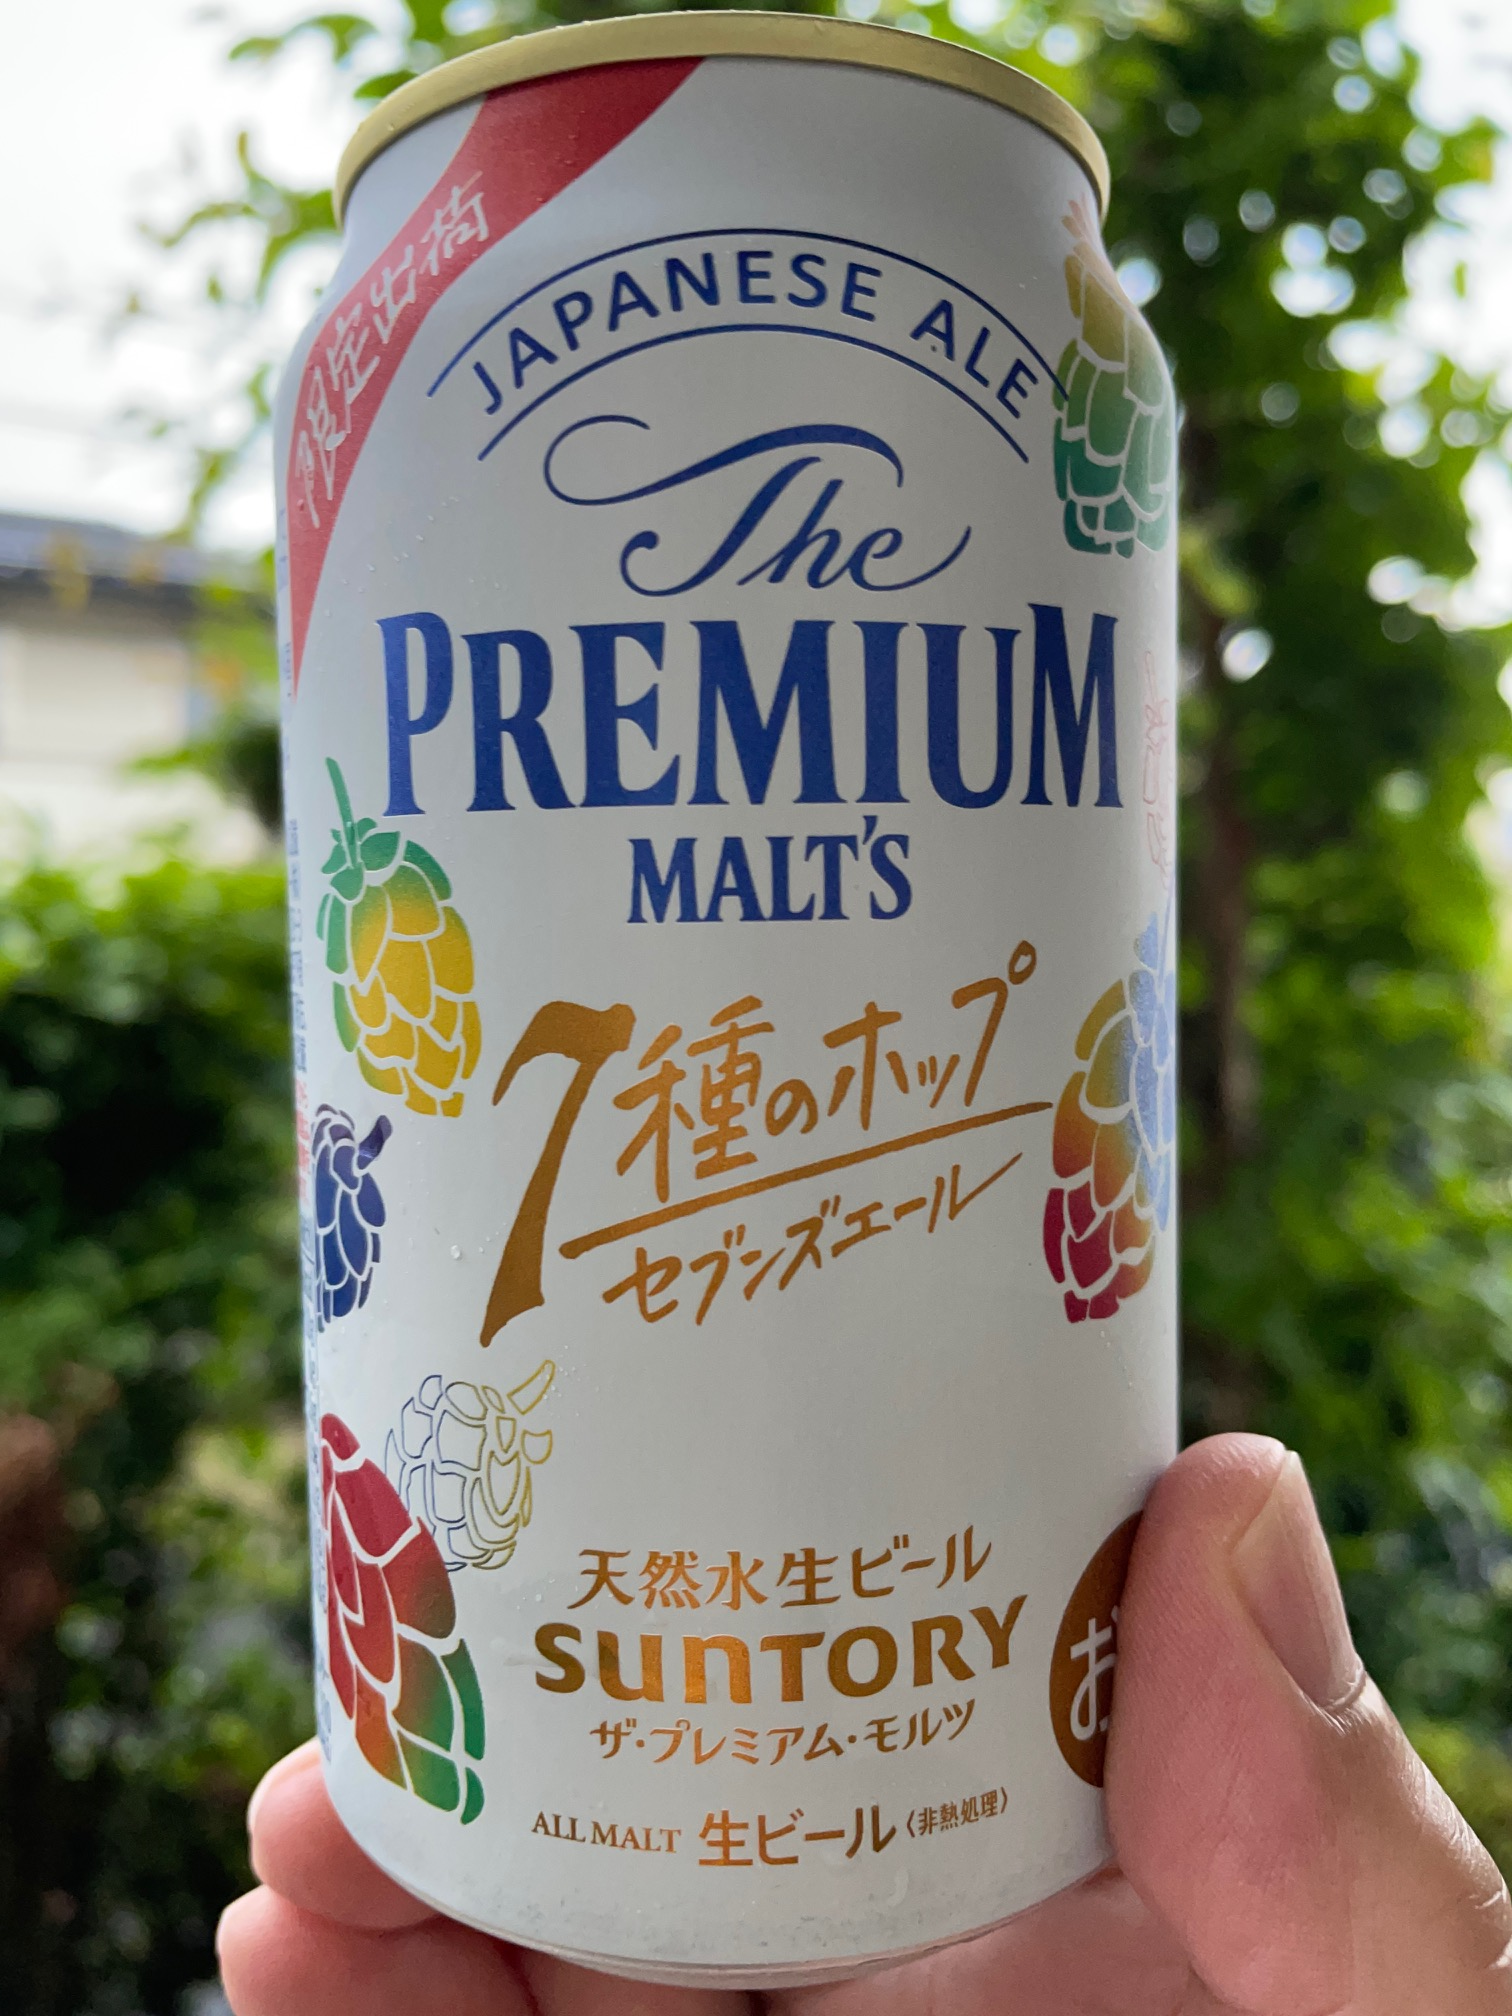 限定出荷
JAPANESE ALE
The
PREMIUM
MALT'S
7種のホップ
セブンズエール
天然水生ビール
SUNTORY
ザ・プレミアム・モルツ
ALL MALT 生ビール〈非熱処理〉
お